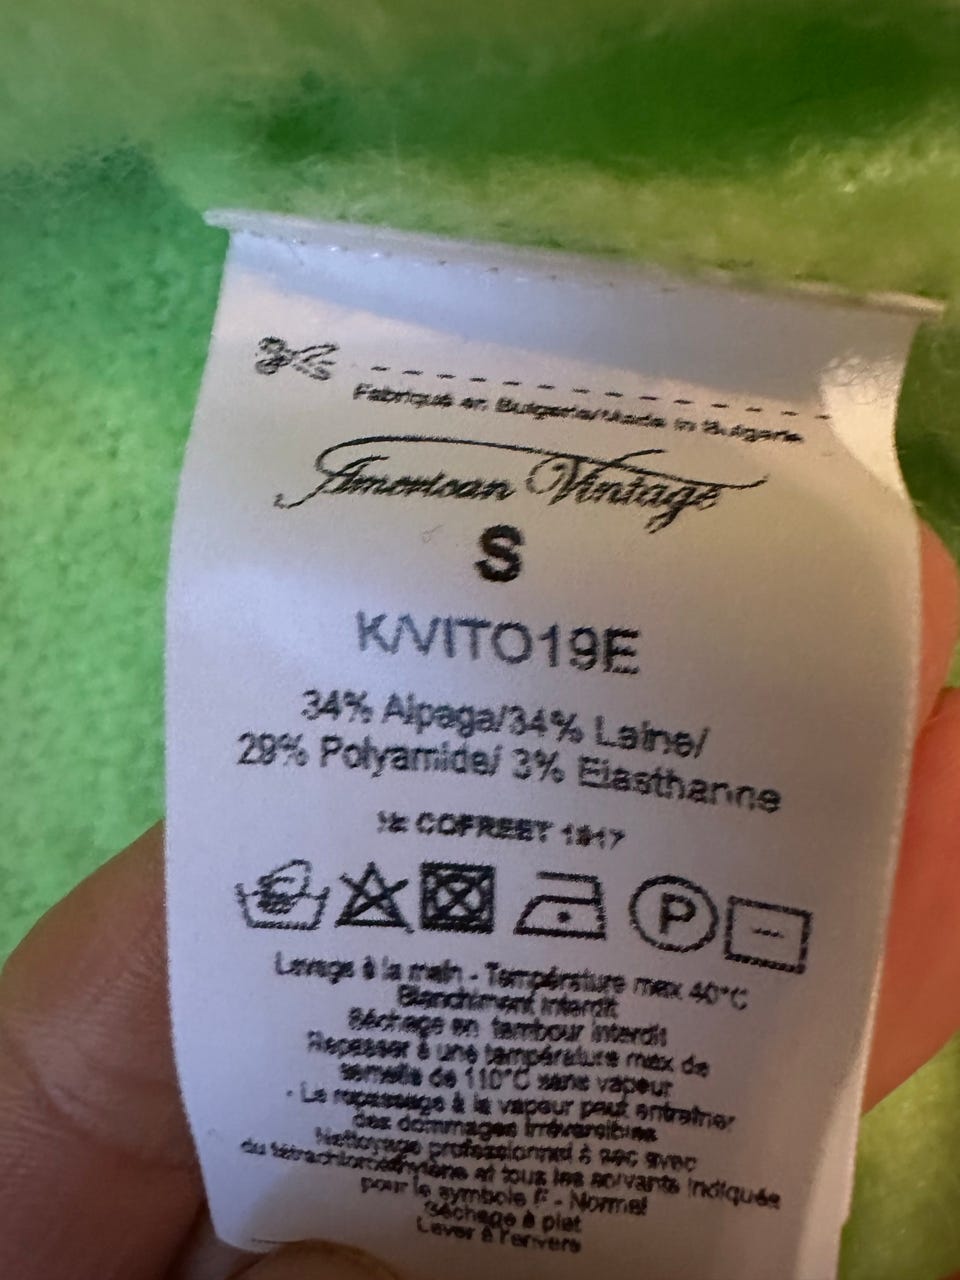 Fabriqué en Bulgarie/Made in Bulgarie
American Vintage
S
K/VITO19E
34% Alpaga/34% Laine/
29% Polyamide/ 3% Elasthanne
COFREET
P
Lavage à la main - Température max 40°C
Blanchiment interdit
Séchage en tambour interdit
Repasser à une température max de
semelle de 110°C sans vapeur
- Le repassage à la vapeur peut entraîner
des dommages irréversibles
Nettoyage professionnel à sec avec
du tétrachloroéthylène et tous les solvants indiqués
pour le symbole F - Normal
Séchage à plat
Laver à l'envers